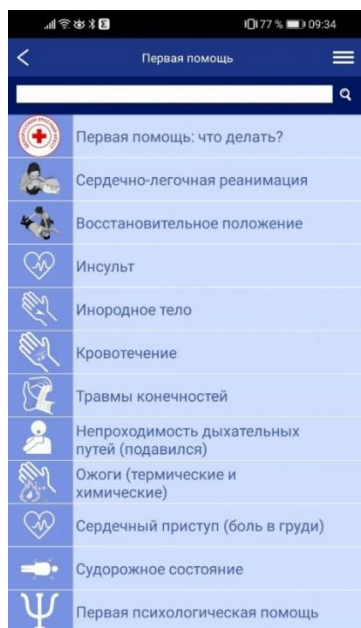 77 % 09:34
Первая помощь
Первая помощь: что делать?
Сердечно-легочная реанимация
Восстановительное положение
Инсульт
Инородное тело
Кровотечение
Травмы конечностей
Непроходимость дыхательных
путей (подавился)
Ожоги (термические и
химические)
Сердечный приступ (боль в груди)
Судорожное состояние
Первая психологическая помощь